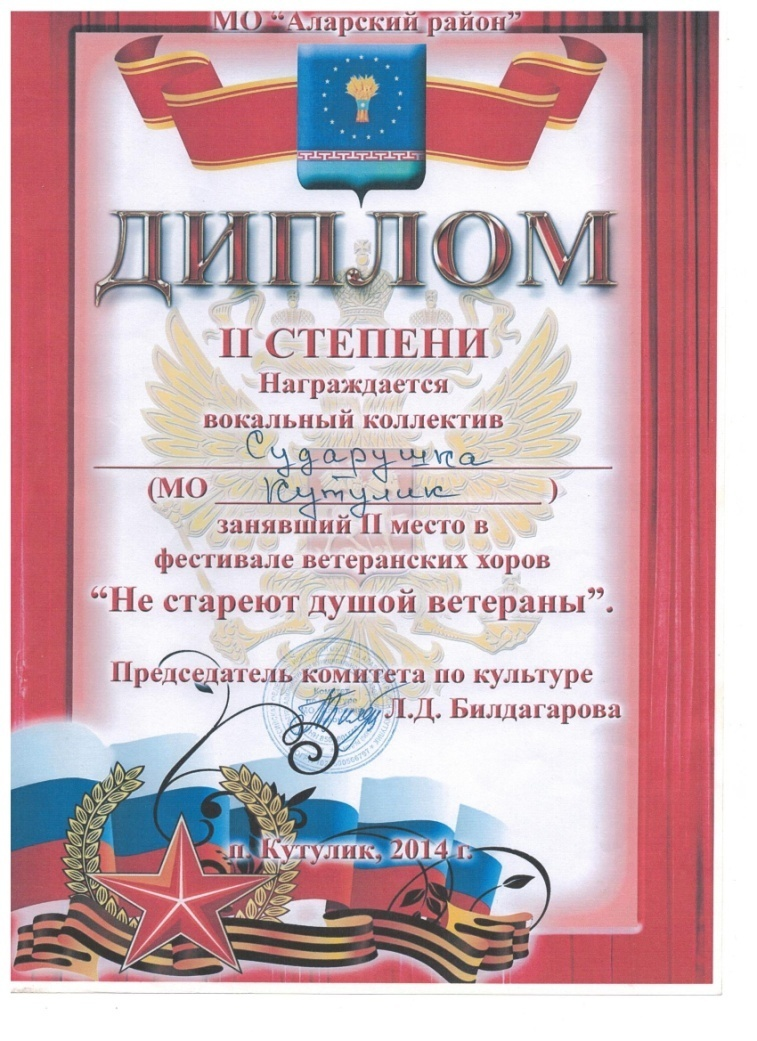 МО “Аларский район”
ДИПЛОМ
II СТЕПЕНИ
Награждается
вокальный коллектив
Сударушка
(МО Кутулик)
занявший II место в
фестивале ветеранских хоров
“Не стареют душой ветераны”.
Председатель комитета по культуре
Л.Д. Билдагарова
п. Кутулик, 2014 г.